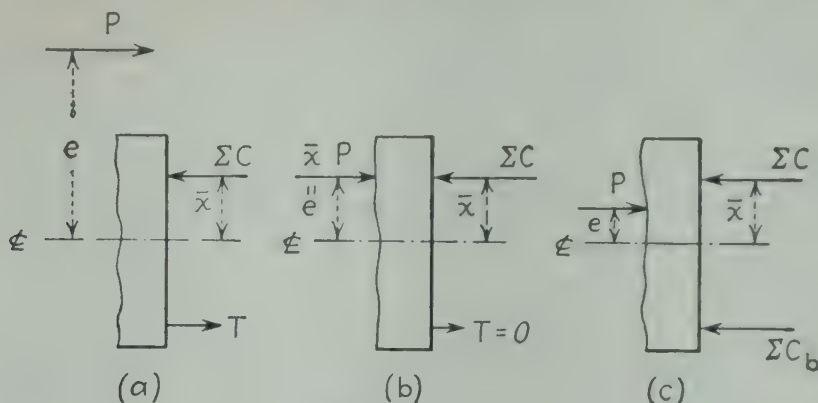 P
e
ΣC
x̄
℄
T
(a)
x̄ P
ΣC
"
e
x̄
℄
T=0
(b)
ΣC
P
x̄
e
℄
ΣC_b
(c)